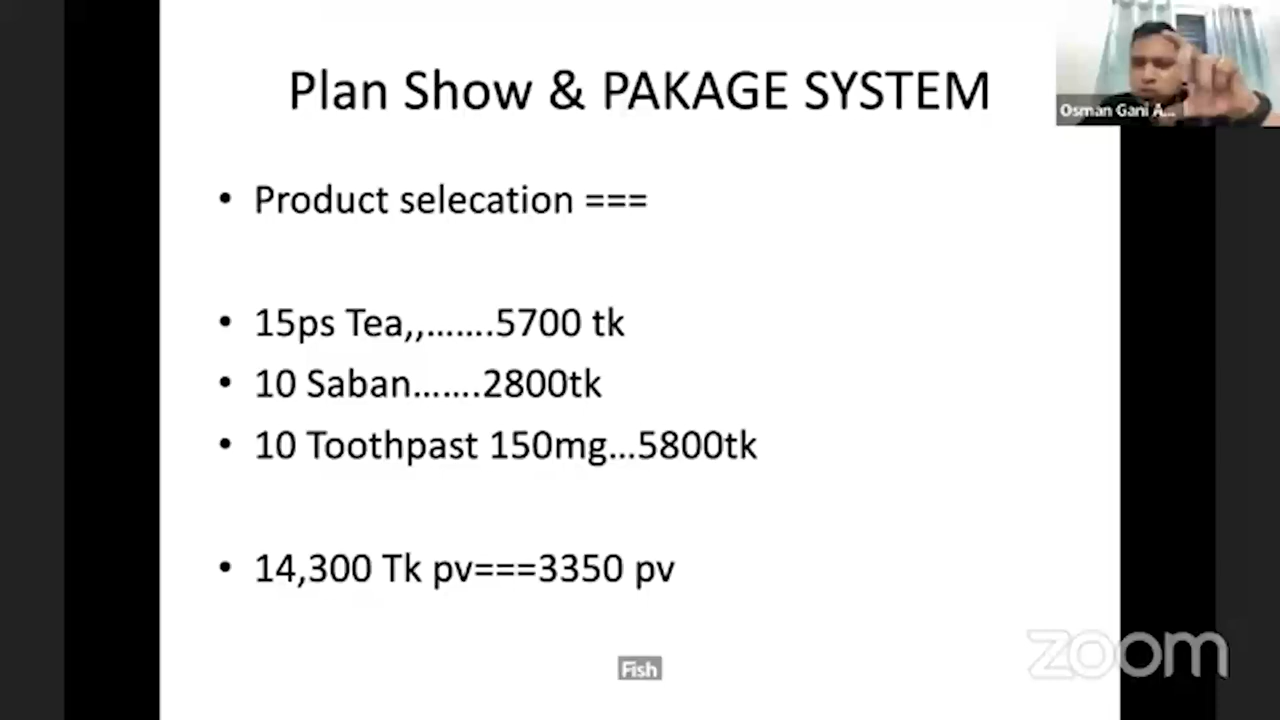 Plan Show & PAKAGE SYSTEM
Osman Gani A...
• Product selecation ===
• 15ps Tea,,…….5700 tk
• 10 Saban…….2800tk
• 10 Toothpast 150mg…5800tk
• 14,300 Tk pv===3350 pv
Fish
zoom